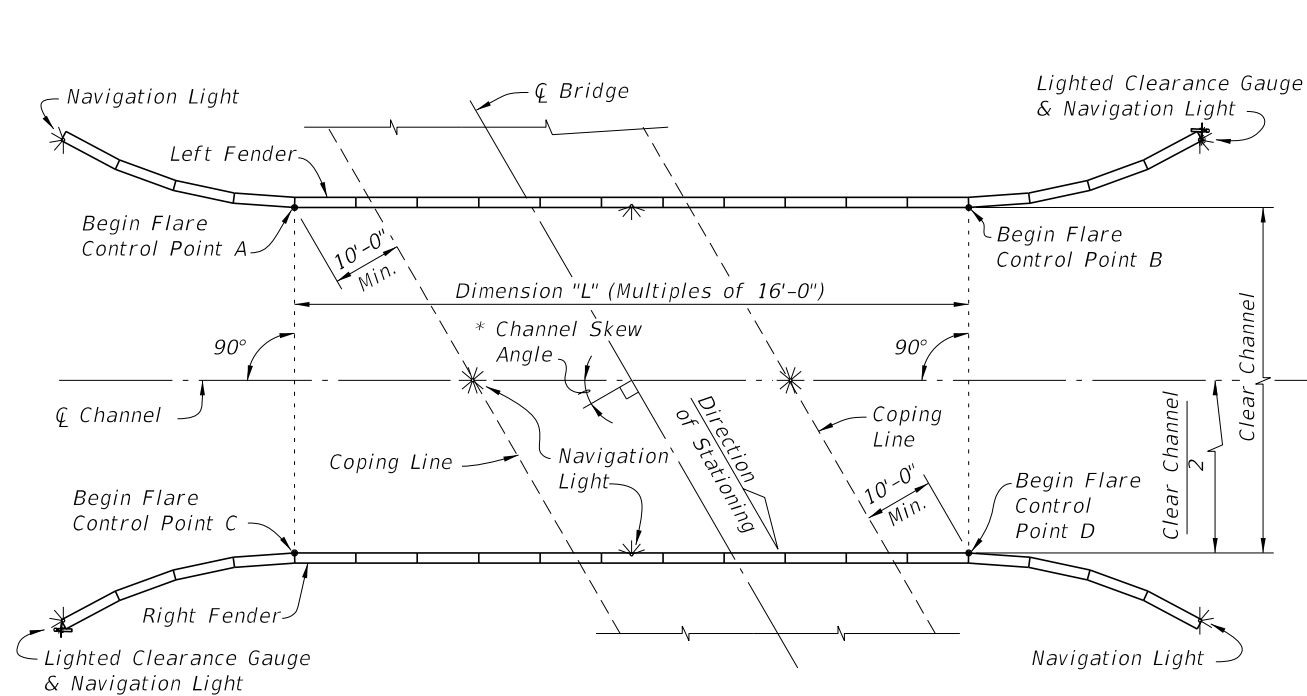 ℄ Bridge
Lighted Clearance Gauge
& Navigation Light
Navigation Light
Left Fender
Begin Flare
Control Point A
10'-0"
Min.
Begin Flare
Control Point B
Dimension "L" (Multiples of 16'-0")
* Channel Skew
Angle
90°
90°
Clear Channel
℄ Channel
Coping
Line
Direction
of Stationing
Clear Channel
2
Coping Line
Navigation
Light
10'-0"
Min.
Begin Flare
Control Point C
Begin Flare
Control
Point D
Right Fender
Lighted Clearance Gauge
& Navigation Light
Navigation Light